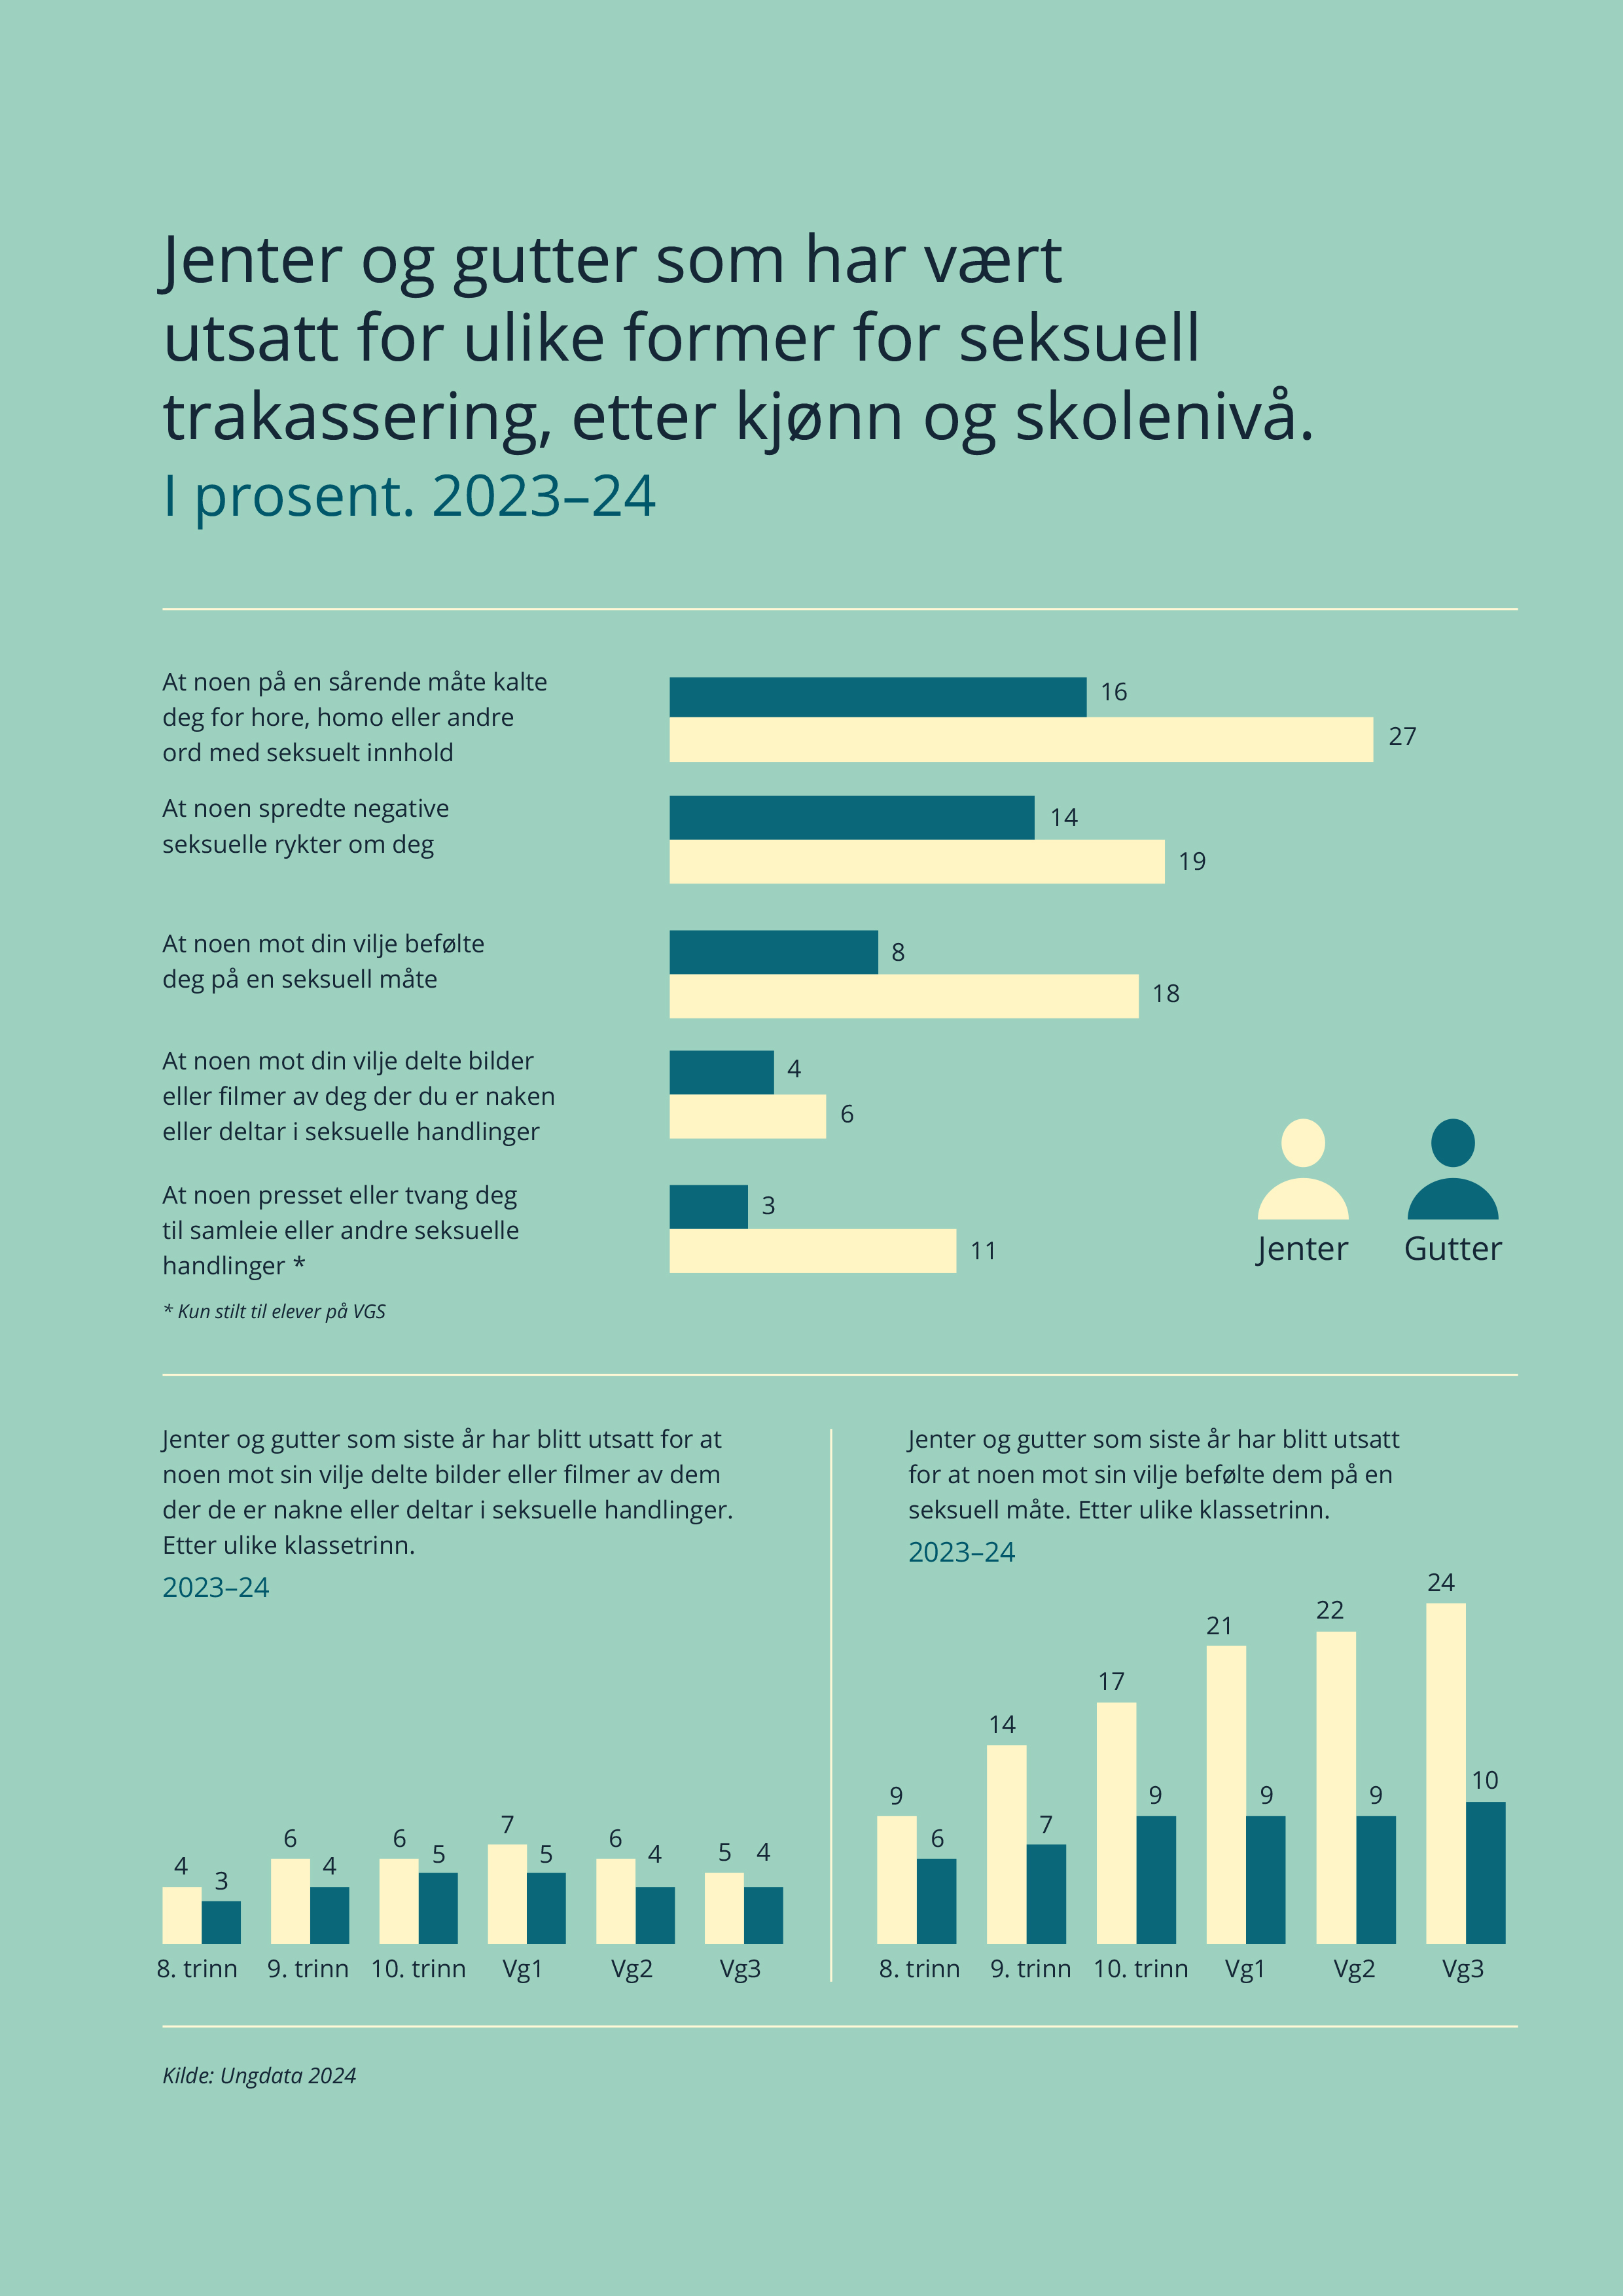 Jenter og gutter som har vært
utsatt for ulike former for seksuell
trakassering, etter kjønn og skolenivå.
I prosent. 2023–24
At noen på en sårende måte kalte
deg for hore, homo eller andre
ord med seksuelt innhold
16
27
At noen spredte negative
seksuelle rykter om deg
14
19
At noen mot din vilje befølte
deg på en seksuell måte
8
18
At noen mot din vilje delte bilder
eller filmer av deg der du er naken
eller deltar i seksuelle handlinger
4
6
At noen presset eller tvang deg
til samleie eller andre seksuelle
handlinger *
3
11
Jenter Gutter
* Kun stilt til elever på VGS
Jenter og gutter som siste år har blitt utsatt for at
noen mot sin vilje delte bilder eller filmer av dem
der de er nakne eller deltar i seksuelle handlinger.
Etter ulike klassetrinn.
2023–24
4 3 6 4 6 5 7 5 6 4 5 4
8. trinn 9. trinn 10. trinn Vg1 Vg2 Vg3
Jenter og gutter som siste år har blitt utsatt
for at noen mot sin vilje befølte dem på en
seksuell måte. Etter ulike klassetrinn.
2023–24
9 6 14 7 17 9 21 9 22 9 24 10
8. trinn 9. trinn 10. trinn Vg1 Vg2 Vg3
Kilde: Ungdata 2024